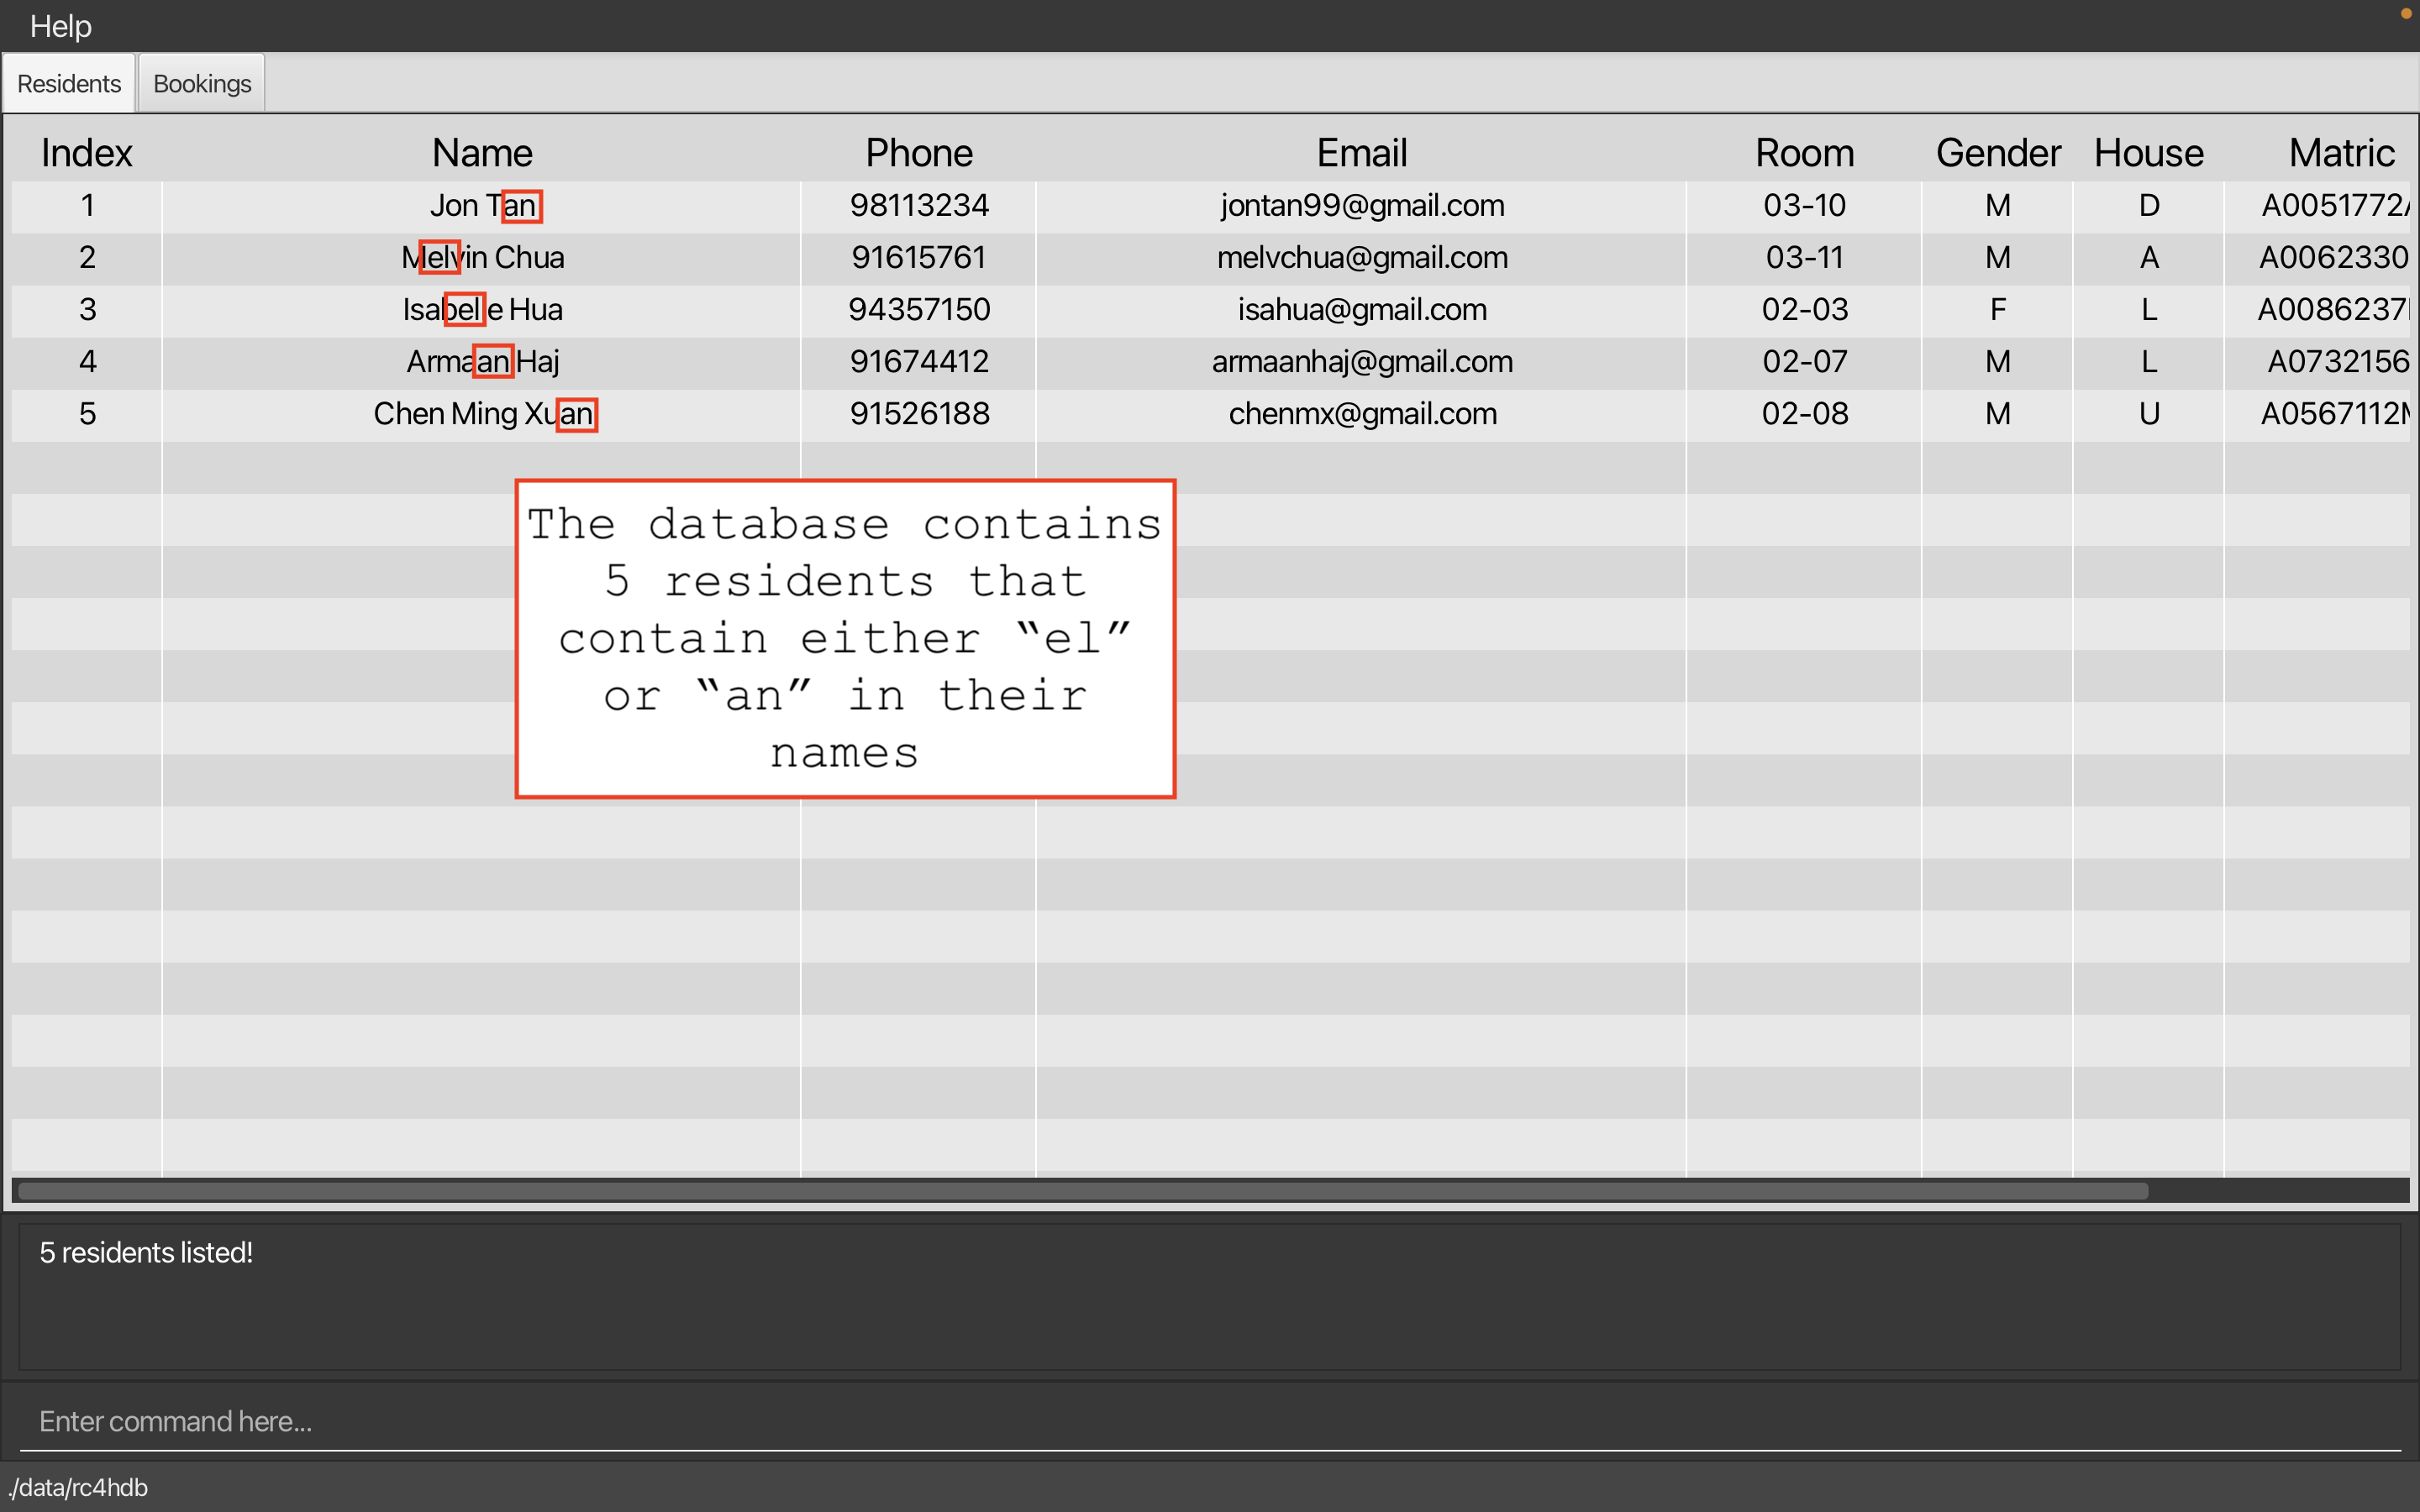 Help
Residents Bookings
Index Name Phone Email Room Gender House Matric
1 Jon Tan 98113234 jontan99@gmail.com 03-10 M D A0051772
2 Melvin Chua 91615761 melvchua@gmail.com 03-11 M A A0062330
3 Isabelle Hua 94357150 isahua@gmail.com 02-03 F L A0086237
4 Armaan Haj 91674412 armaanhaj@gmail.com 02-07 M L A0732156
5 Chen Ming Xuan 91526188 chenmx@gmail.com 02-08 M U A0567112
The database contains
5 residents that
contain either “el”
or “an” in their
names
5 residents listed!
Enter command here...
./data/rc4hdb